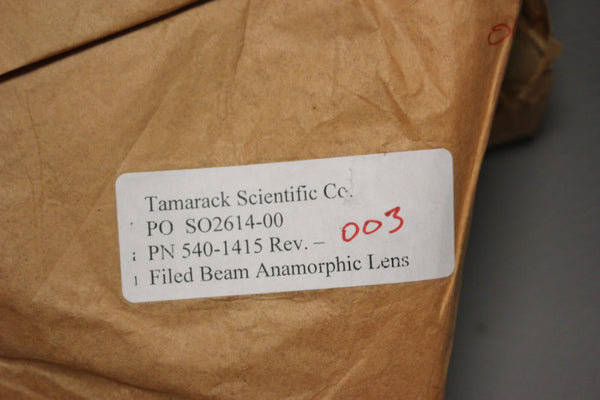 Tamarack Scientific Co.
PO SO2614-00
PN 540-1415 Rev. – 003
Filed Beam Anamorphic Lens